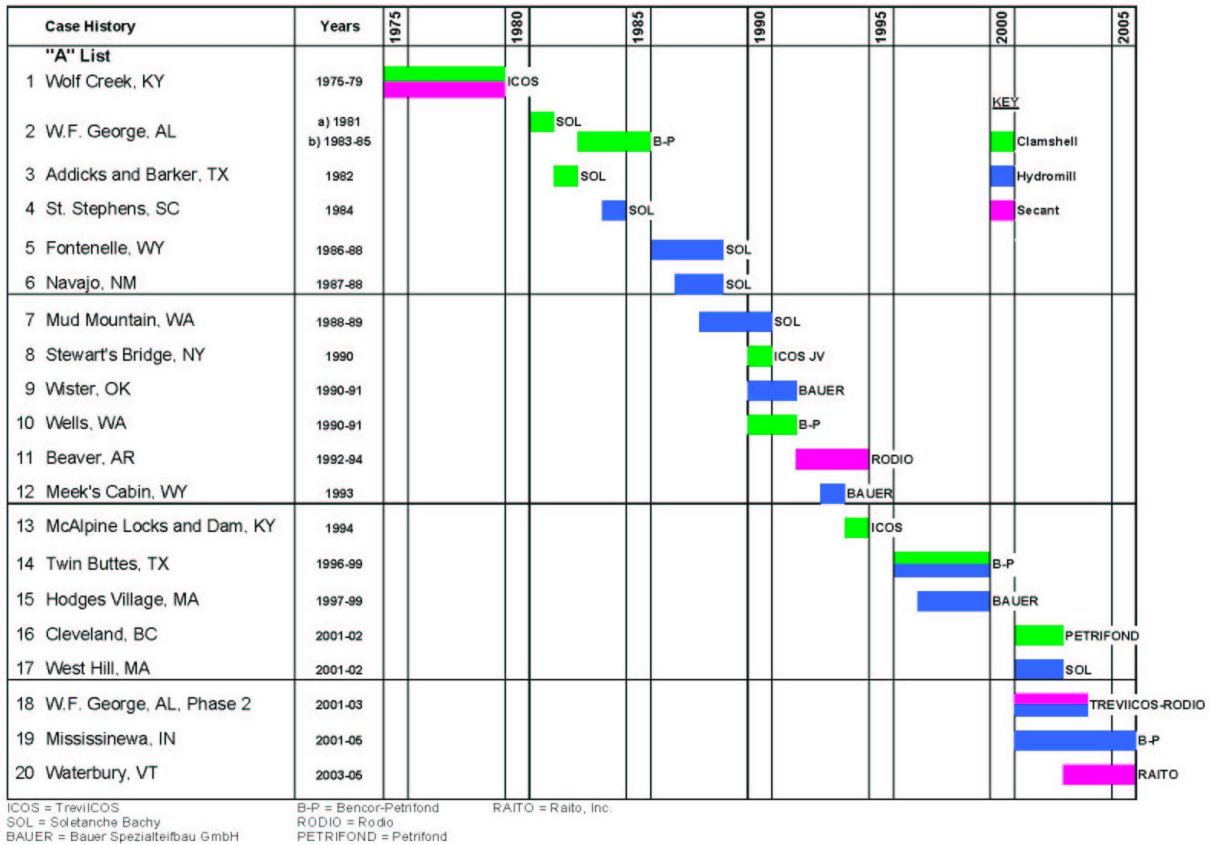 Case History Years 1975 1980 1985 1990 1995 2000 2005
"A" List
1 Wolf Creek, KY 1975-79 ICOS
KEY
2 W.F. George, AL a) 1981 SOL
b) 1983-85 B-P Clamshell
3 Addicks and Barker, TX 1982 SOL Hydromill
4 St. Stephens, SC 1984 SOL Secant
5 Fontenelle, WY 1986-88 SOL
6 Navajo, NM 1987-88 SOL
7 Mud Mountain, WA 1988-89 SOL
8 Stewart's Bridge, NY 1990 ICOS JV
9 Wister, OK 1990-91 BAUER
10 Wells, WA 1990-91 B-P
11 Beaver, AR 1992-94 RODIO
12 Meek's Cabin, WY 1993 BAUER
13 McAlpine Locks and Dam, KY 1994 ICOS
14 Twin Buttes, TX 1996-99 B-P
15 Hodges Village, MA 1997-99 BAUER
16 Cleveland, BC 2001-02 PETRIFOND
17 West Hill, MA 2001-02 SOL
18 W.F. George, AL, Phase 2 2001-03 TREVIICOS-RODIO
19 Mississinewa, IN 2001-05 B-P
20 Waterbury, VT 2003-05 RAITO
ICOS = TreviICOS B-P = Bencor-Petrifond RAITO = Raito, Inc.
SOL = Soletanche Bachy RODIO = Rodio
BAUER = Bauer Spezialteifbau GmbH PETRIFOND = Petrifond